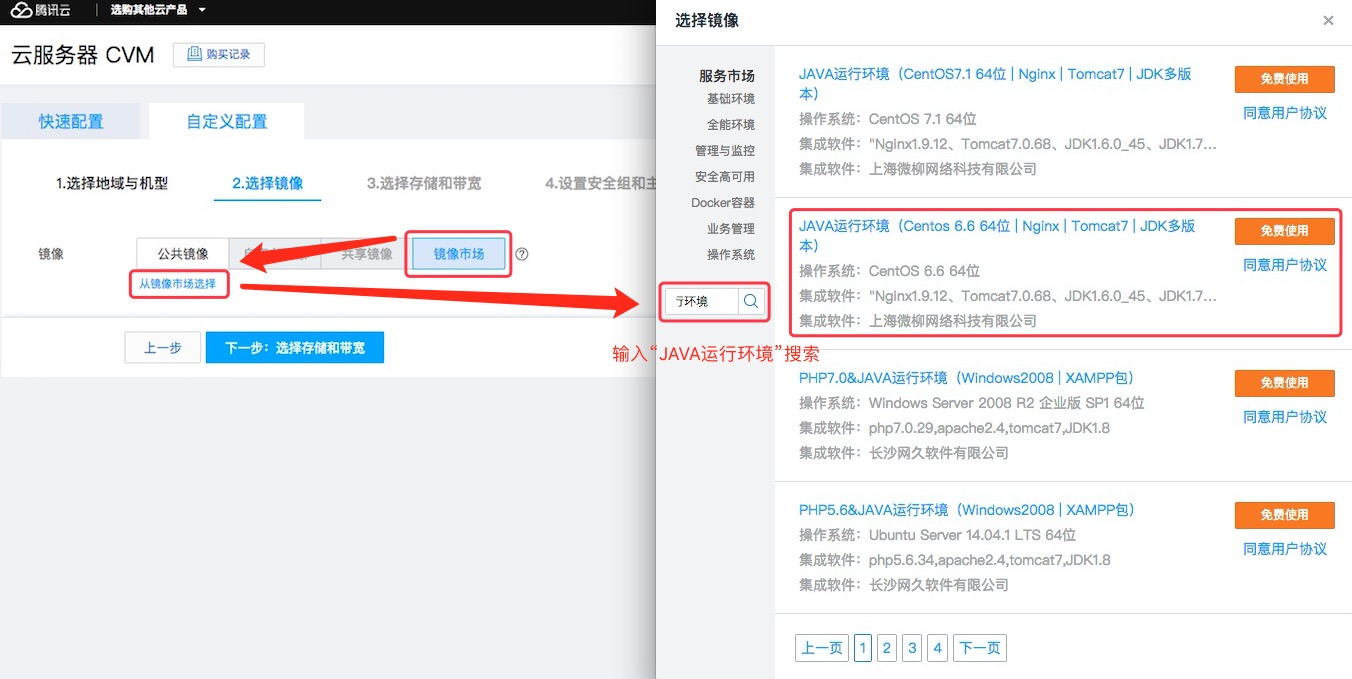 腾讯云
选购其他云产品
云服务器 CVM
购买记录
快速配置
自定义配置
1.选择地域与机型
2.选择镜像
3.选择存储和带宽
4.设置安全组和主
镜像
公共镜像
共享镜像
镜像市场
从镜像市场选择
上一步
下一步：选择存储和带宽
选择镜像
服务市场
基础环境
全能环境
管理与监控
安全高可用
Docker容器
业务管理
操作系统
行环境
输入“JAVA运行环境”搜索
JAVA运行环境（CentOS7.1 64位 | Nginx | Tomcat7 | JDK多版
本）
操作系统：CentOS 7.1 64位
集成软件："Nginx1.9.12、Tomcat7.0.68、JDK1.6.0_45、JDK1.7...
集成软件：上海微柳网络科技有限公司
免费使用
同意用户协议
JAVA运行环境（Centos 6.6 64位 | Nginx | Tomcat7 | JDK多版
本）
操作系统：CentOS 6.6 64位
集成软件："Nginx1.9.12、Tomcat7.0.68、JDK1.6.0_45、JDK1.7...
集成软件：上海微柳网络科技有限公司
免费使用
同意用户协议
PHP7.0&JAVA运行环境（Windows2008 | XAMPP包）
操作系统：Windows Server 2008 R2 企业版 SP1 64位
集成软件：php7.0.29,apache2.4,tomcat7,JDK1.8
集成软件：长沙网久软件有限公司
免费使用
同意用户协议
PHP5.6&JAVA运行环境（Windows2008 | XAMPP包）
操作系统：Ubuntu Server 14.04.1 LTS 64位
集成软件：php5.6.34,apache2.4,tomcat7,JDK1.8
集成软件：长沙网久软件有限公司
免费使用
同意用户协议
上一页 1 2 3 4 下一页